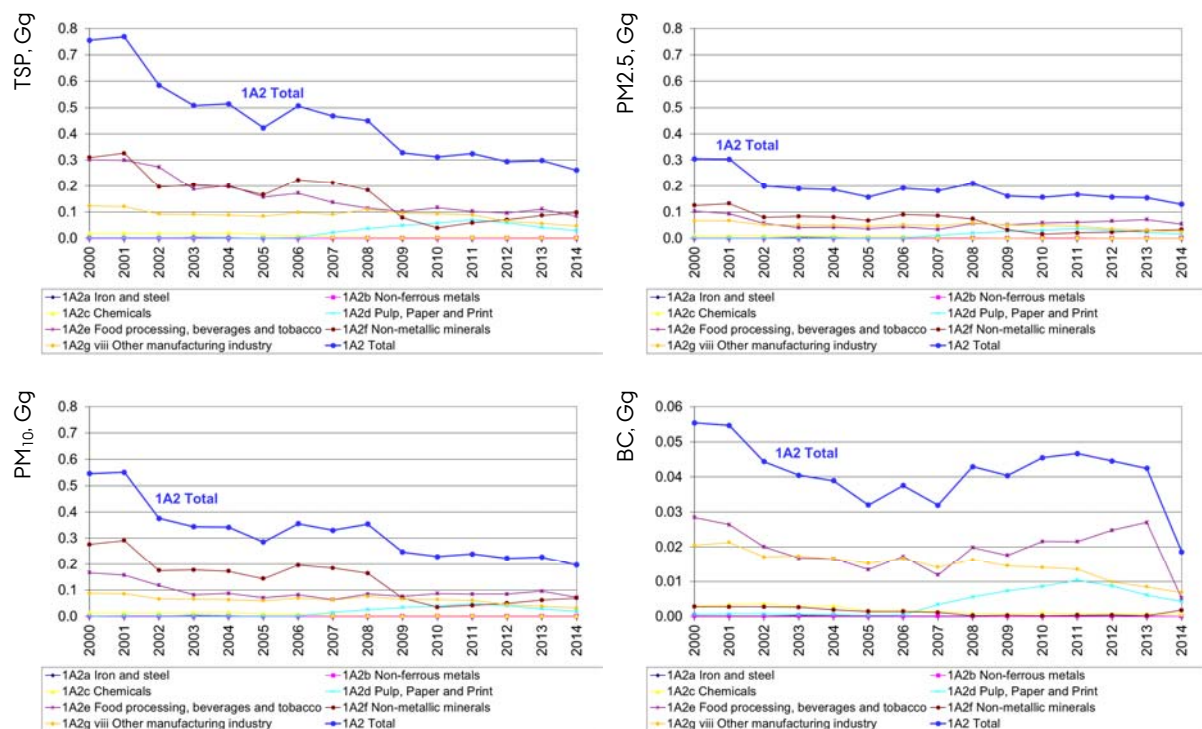 TSP, Gg
0.8
0.7
0.6
0.5
0.4
0.3
0.2
0.1
0.0
1A2 Total
2000 2001 2002 2003 2004 2005 2006 2007 2008 2009 2010 2011 2012 2013 2014
1A2a Iron and steel 1A2b Non-ferrous metals
1A2c Chemicals 1A2d Pulp, Paper and Print
1A2e Food processing, beverages and tobacco 1A2f Non-metallic minerals
1A2g viii Other manufacturing industry 1A2 Total
PM2.5, Gg
0.8
0.7
0.6
0.5
0.4
0.3
0.2
0.1
0.0
1A2 Total
2000 2001 2002 2003 2004 2005 2006 2007 2008 2009 2010 2011 2012 2013 2014
1A2a Iron and steel 1A2b Non-ferrous metals
1A2c Chemicals 1A2d Pulp, Paper and Print
1A2e Food processing, beverages and tobacco 1A2f Non-metallic minerals
1A2g viii Other manufacturing industry 1A2 Total
PM₁₀, Gg
0.8
0.7
0.6
0.5
0.4
0.3
0.2
0.1
0.0
1A2 Total
2000 2001 2002 2003 2004 2005 2006 2007 2008 2009 2010 2011 2012 2013 2014
1A2a Iron and steel 1A2b Non-ferrous metals
1A2c Chemicals 1A2d Pulp, Paper and Print
1A2e Food processing, beverages and tobacco 1A2f Non-metallic minerals
1A2g viii Other manufacturing industry 1A2 Total
BC, Gg
0.06
0.05
0.04
0.03
0.02
0.01
0.00
1A2 Total
2000 2001 2002 2003 2004 2005 2006 2007 2008 2009 2010 2011 2012 2013 2014
1A2a Iron and steel 1A2b Non-ferrous metals
1A2c Chemicals 1A2d Pulp, Paper and Print
1A2e Food processing, beverages and tobacco 1A2f Non-metallic minerals
1A2g viii Other manufacturing industry 1A2 Total